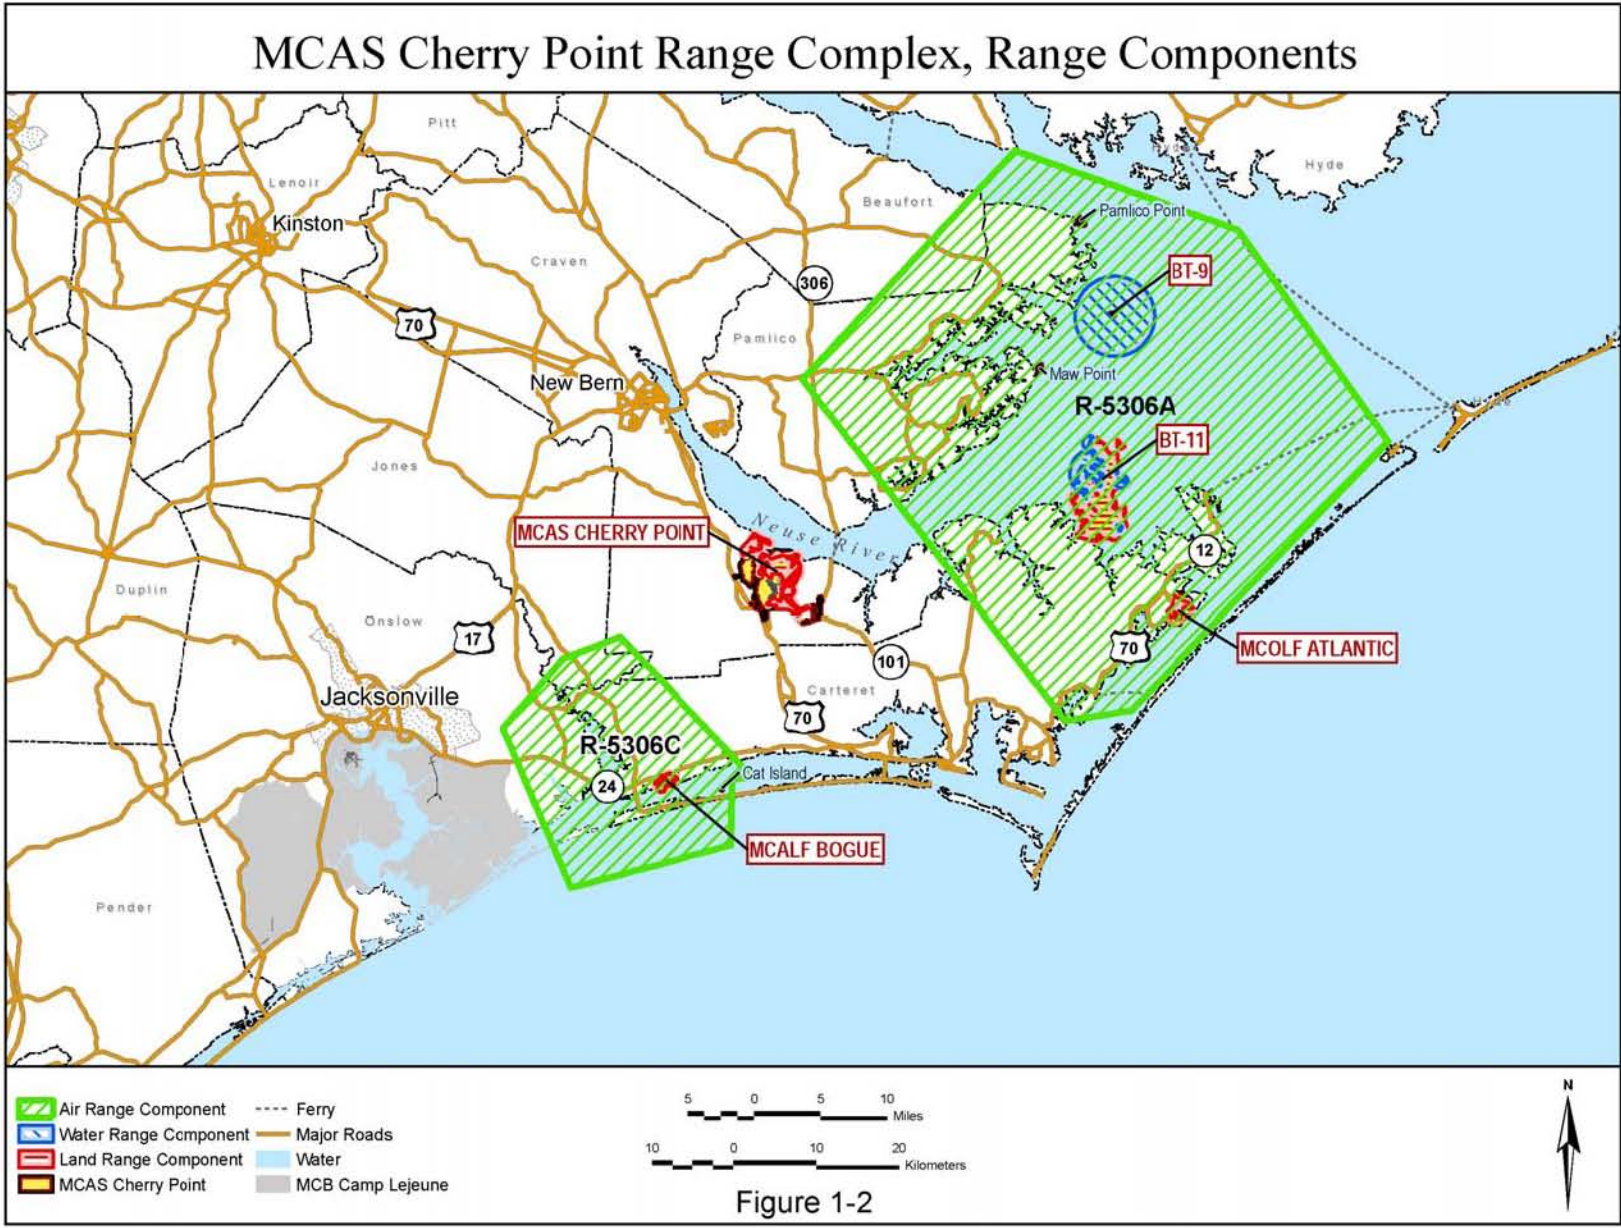 MCAS Cherry Point Range Complex, Range Components
Pitt
Hyde
Hyde
Lenoir
Beaufort
Pamlico Point
Kinston
Craven
BT-9
306
70
Pamlico
Maw Point
New Bern
R-5306A
Hyde
BT-11
Jones
MCAS CHERRY POINT
Neuse River
12
Duplin
Onslow
17
70
MCOLF ATLANTIC
101
Jacksonville
Carteret
70
R-5306C
Cat Island
24
MCALF BOGUE
Pender
Air Range Component
Water Range Component
Land Range Component
MCAS Cherry Point
Ferry
Major Roads
Water
MCB Camp Lejeune
5 0 5 10
Miles
10 0 10 20
Kilometers
N
Figure 1-2